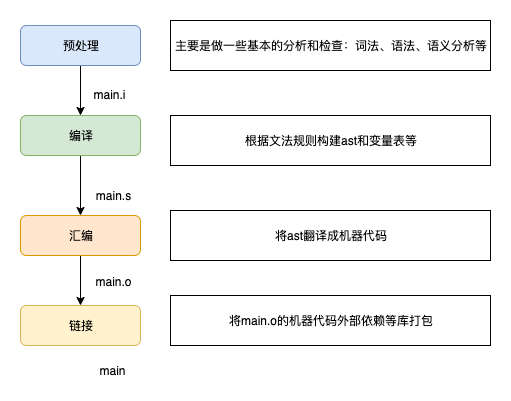 预处理
主要是做一些基本的分析和检查：词法、语法、语义分析等
main.i
编译
根据文法规则构建ast和变量表等
main.s
汇编
将ast翻译成机器代码
main.o
链接
将main.o的机器代码外部依赖等库打包
main